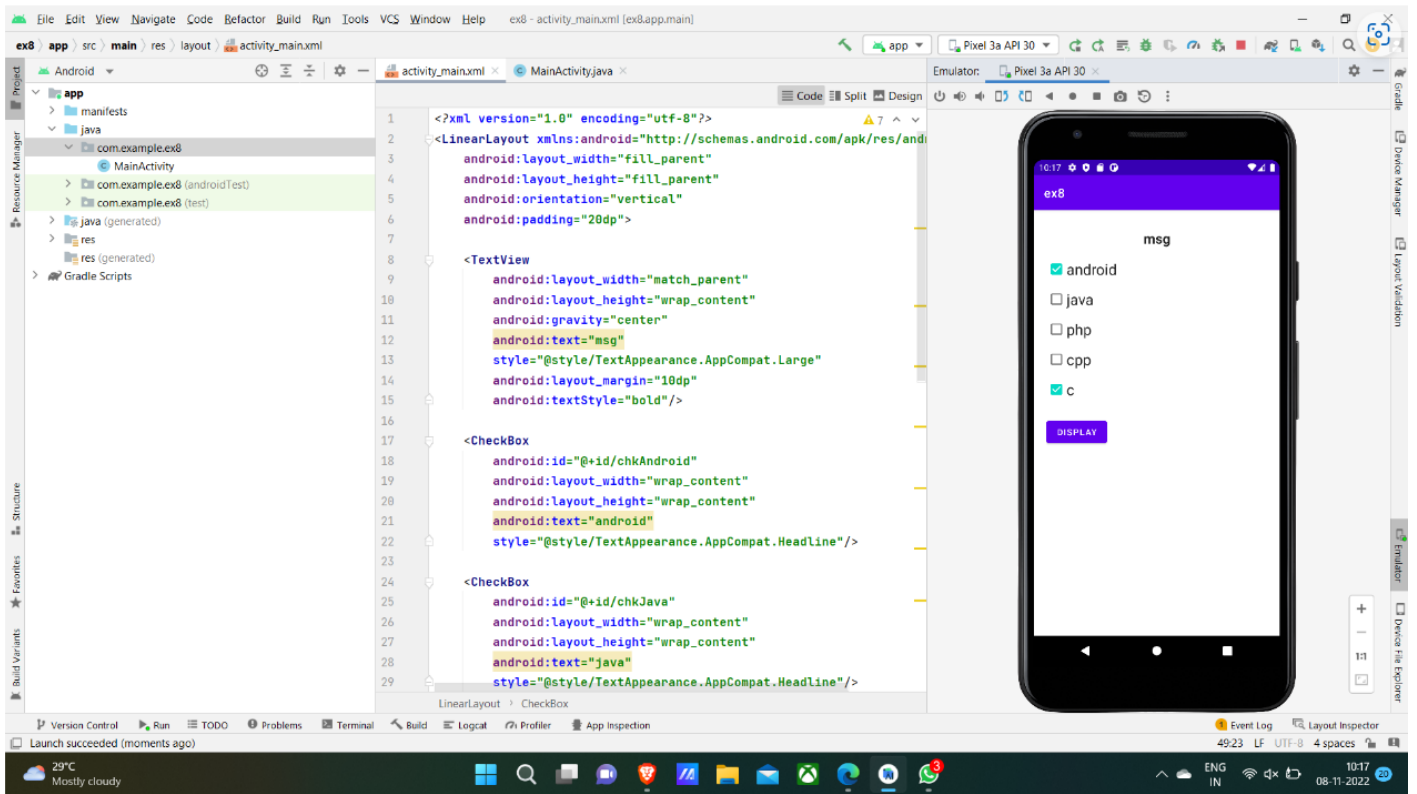 File Edit View Navigate Code Refactor Build Run Tools VCS Window Help ex8 - activity_main.xml [ex8.app.main]
ex8 app src main res layout activity_main.xml
app Pixel 3a API 30
Project
Resource Manager
Structure
Favorites
Build Variants
Android
app
manifests
java
com.example.ex8
MainActivity
com.example.ex8 (androidTest)
com.example.ex8 (test)
java (generated)
res
res (generated)
Gradle Scripts
activity_main.xml MainActivity.java
Code Split Design
7
1 <?xml version="1.0" encoding="utf-8"?>
2 <LinearLayout xmlns:android="http://schemas.android.com/apk/res/andr
3 android:layout_width="fill_parent"
4 android:layout_height="fill_parent"
5 android:orientation="vertical"
6 android:padding="20dp">
7
8 <TextView
9 android:layout_width="match_parent"
10 android:layout_height="wrap_content"
11 android:gravity="center"
12 android:text="msg"
13 style="@style/TextAppearance.AppCompat.Large"
14 android:layout_margin="10dp"
15 android:textStyle="bold"/>
16
17 <CheckBox
18 android:id="@+id/chkAndroid"
19 android:layout_width="wrap_content"
20 android:layout_height="wrap_content"
21 android:text="android"
22 style="@style/TextAppearance.AppCompat.Headline"/>
23
24 <CheckBox
25 android:id="@+id/chkJava"
26 android:layout_width="wrap_content"
27 android:layout_height="wrap_content"
28 android:text="java"
29 style="@style/TextAppearance.AppCompat.Headline"/>
LinearLayout CheckBox
Emulator: Pixel 3a API 30
10:17
ex8
msg
android
java
php
cpp
c
DISPLAY
1:1
Gradle
Device Manager
Layout Validation
Emulator
Device File Explorer
Version Control Run TODO Problems Terminal Build Logcat Profiler App Inspection
1 Event Log Layout Inspector
Launch succeeded (moments ago)
49:23 LF UTF-8 4 spaces
29°C
Mostly cloudy
3
ENG
IN
10:17
08-11-2022
20